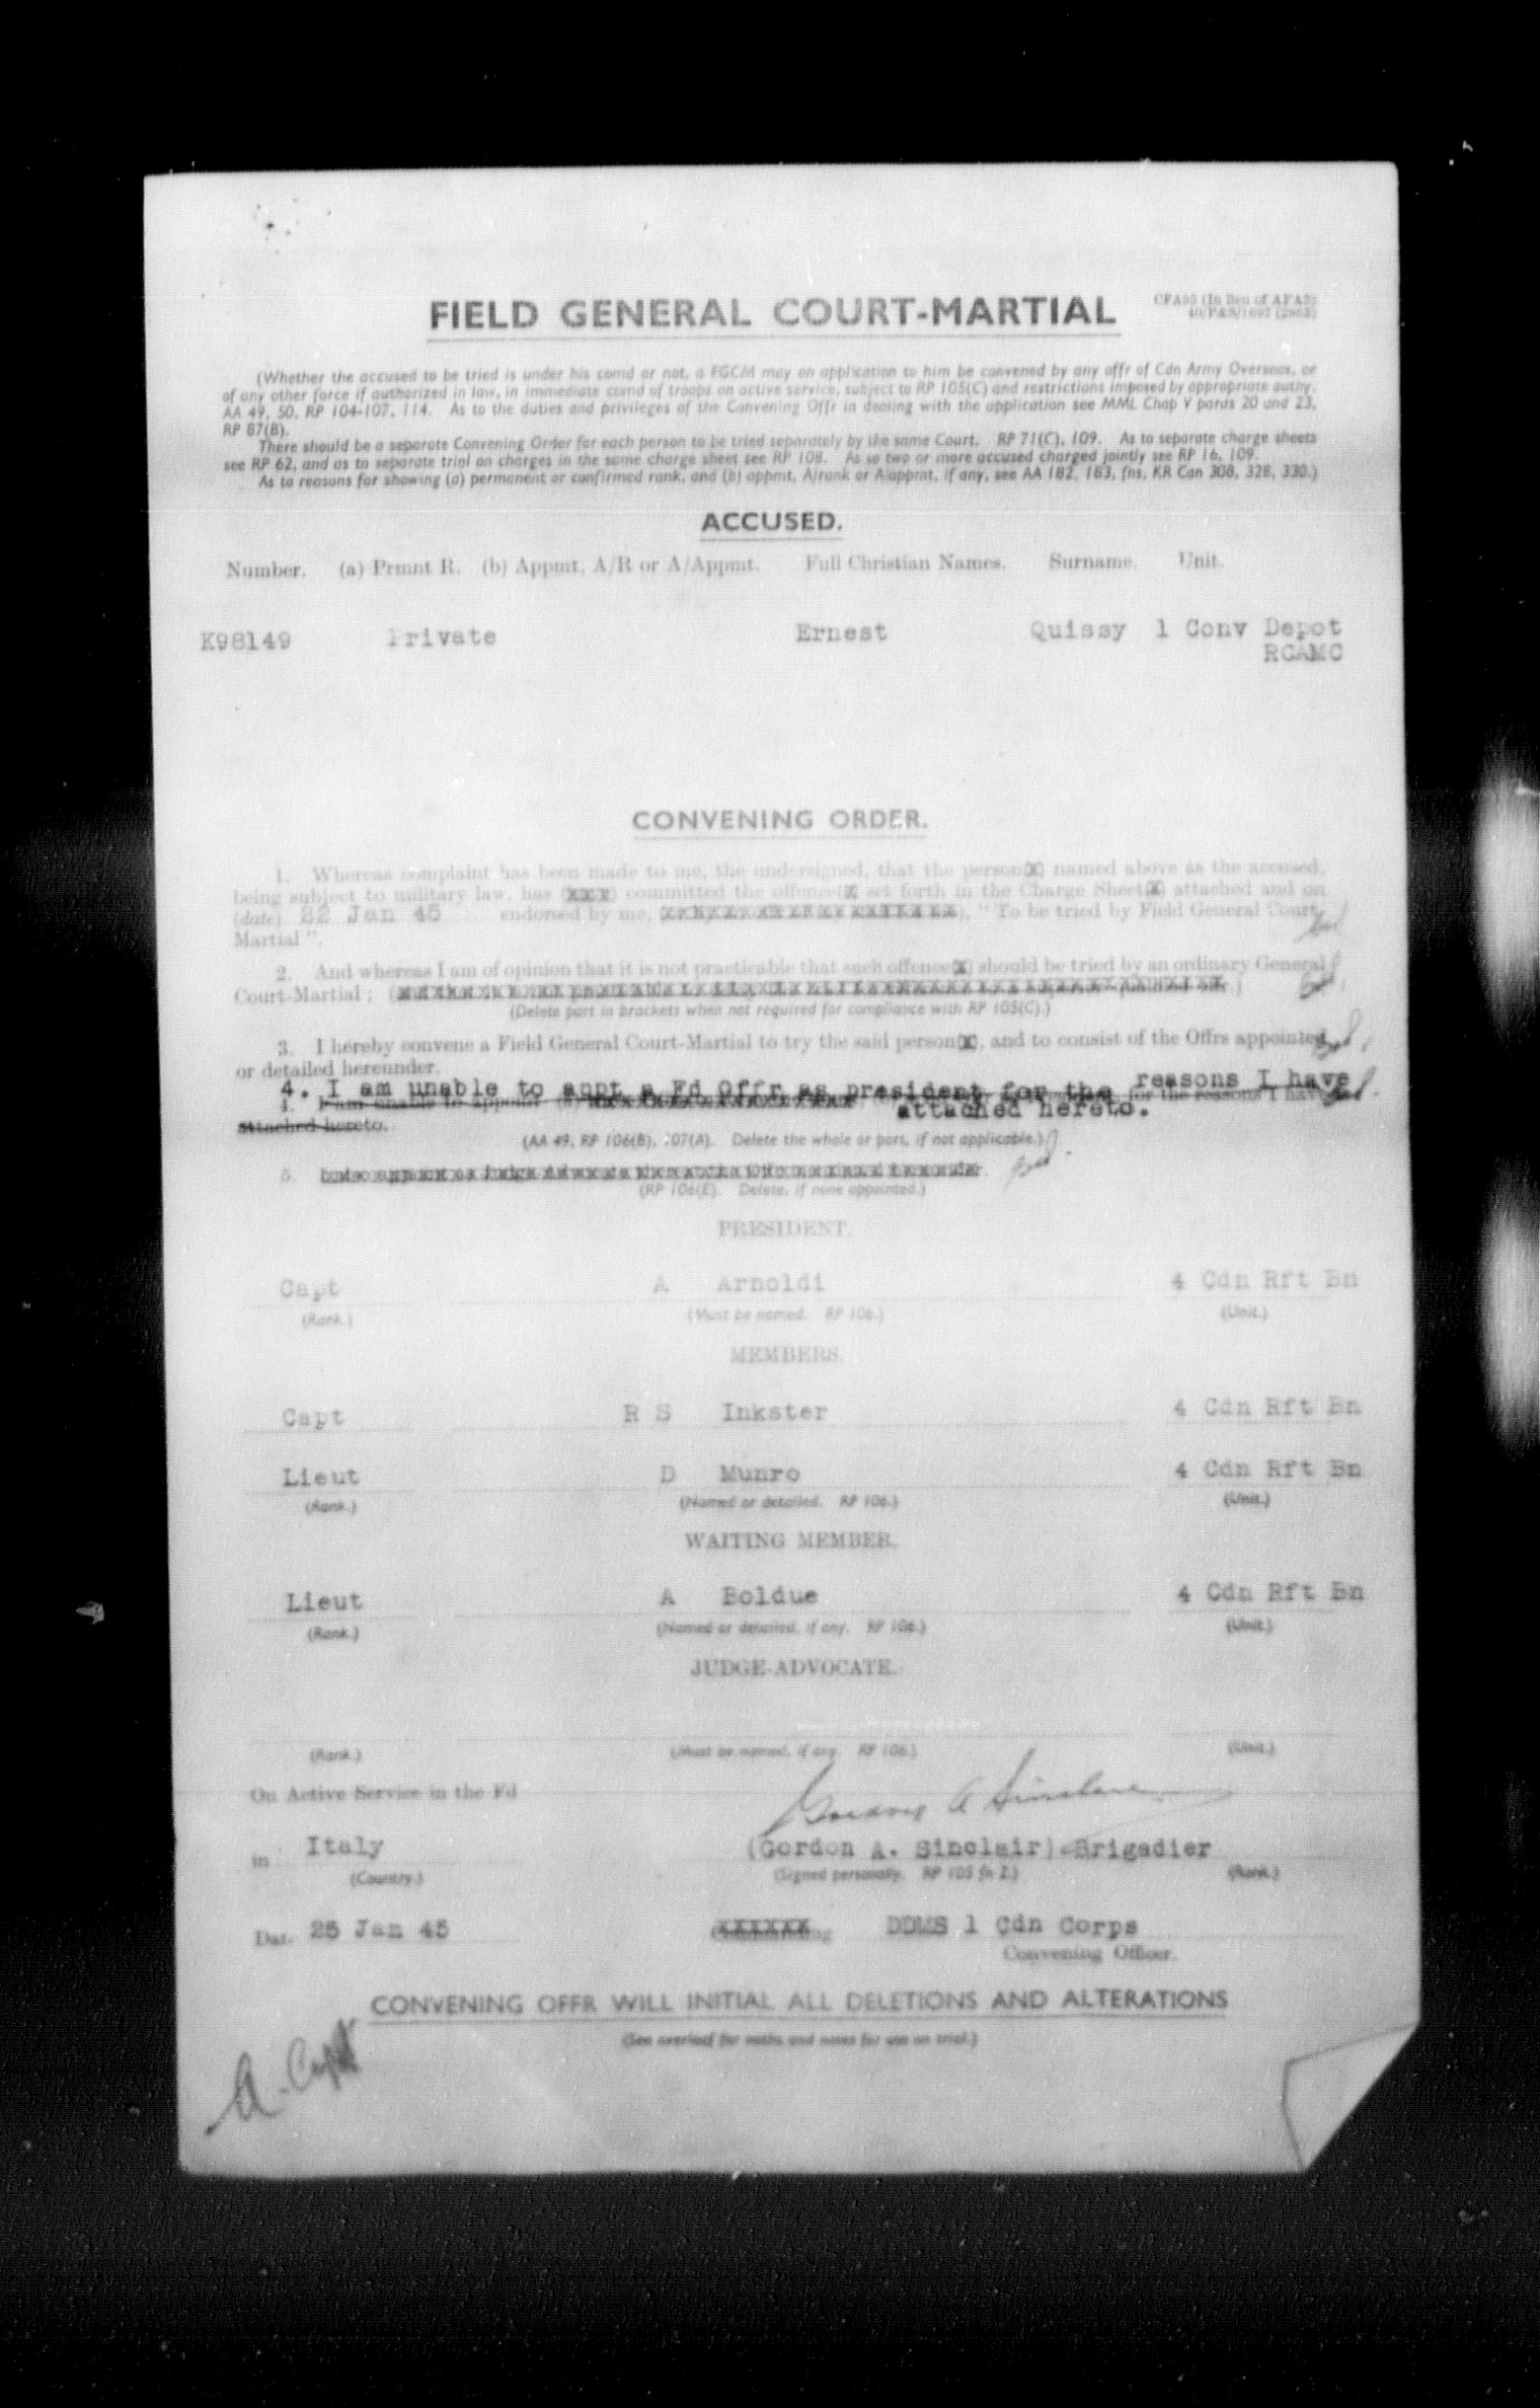 FIELD GENERAL COURT-MARTIAL
(Whether the accused to be tried is under his comd or not, a FGCM may on application to him be convened by any offr of Cdn Army Overseas, or
of any other force if authorized in law, in immediate comd of troops on active service, subject to RP 105(C) and restrictions imposed by appropriate authy.
AA 49, 50, RP 104-107, 114. As to the duties and privileges of the Convening Offr in dealing with the application see MML Chap V paras 20 and 23,
RP 87(B).
There should be a separate Convening Order for each person to be tried separately by the same Court. RP 71(C), 109. As to separate charge sheets
see RP 62, and as to separate trial on charges in the same charge sheet see RP 108. As to two or more accused charged jointly see RP 16, 109.
As to reasons for showing (a) permanent or confirmed rank, and (b) appmt, A/rank or A/appmt, if any, see AA 182, 183, fns, KR Can 308, 328, 330.)
ACCUSED.
Number. (a) Prmnt R. (b) Appmt, A/R or A/Appmt. Full Christian Names. Surname. Unit.
K98149 Private Ernest Quissy 1 Conv Depot
RCAMC
CONVENING ORDER.
1. Whereas complaint has been made to me, the undersigned, that the person(x) named above as the accused,
being subject to military law, has (xxx) committed the offence(x) set forth in the Charge Sheet(x) attached and on
(date) 22 Jan 45 endorsed by me, "To be tried by Field General Court-
Martial".
2. And whereas I am of opinion that it is not practicable that such offence(x) should be tried by an ordinary General
Court-Martial;
(Delete part in brackets when not required for compliance with RP 105(C).)
3. I hereby convene a Field General Court-Martial to try the said person(x), and to consist of the Offrs appointed
or detailed hereunder.
4. I am unable to appt a Fd Offr as president for the reasons I have
attached hereto.
4. I am unable to appoint for the reasons I have
attached hereto.
(AA 49, RP 106(B), 107(A). Delete the whole or part, if not applicable.)
5.
(RP 106(E). Delete, if none appointed.)
PRESIDENT.
Capt A Arnoldi 4 Cdn Rft Bn
(Rank.) (Must be named. RP 106.) (Unit.)
MEMBERS.
Capt R S Inkster 4 Cdn Rft Bn
Lieut D Munro 4 Cdn Rft Bn
(Rank.) (Named or detailed. RP 106.) (Unit.)
WAITING MEMBER.
Lieut A Boldue 4 Cdn Rft Bn
(Rank.) (Named or detailed, if any. RP 106.) (Unit.)
JUDGE-ADVOCATE.
(Rank.) (Must be named, if any. RP 106.) (Unit.)
On Active Service in the Fd
Gordon A Sinclair
in Italy (Gordon A. Sinclair) Brigadier
(Country.) (Signed personally. RP 105 fn 2.) (Rank.)
Date 25 Jan 45 Commanding DDMS 1 Cdn Corps
Convening Officer.
CONVENING OFFR WILL INITIAL ALL DELETIONS AND ALTERATIONS
(See overleaf for oaths and notes for use on trial.)